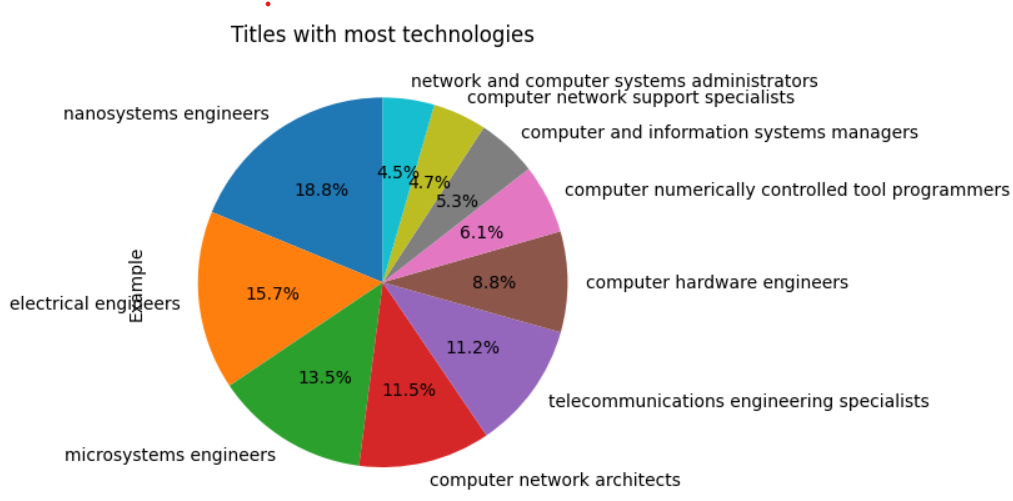 Titles with most technologies
network and computer systems administrators
computer network support specialists
nanosystems engineers
computer and information systems managers
4.5%
4.7%
18.8%
5.3%
computer numerically controlled tool programmers
6.1%
Example
electrical engineers
15.7%
8.8%
computer hardware engineers
11.2%
13.5%
11.5%
telecommunications engineering specialists
microsystems engineers
computer network architects